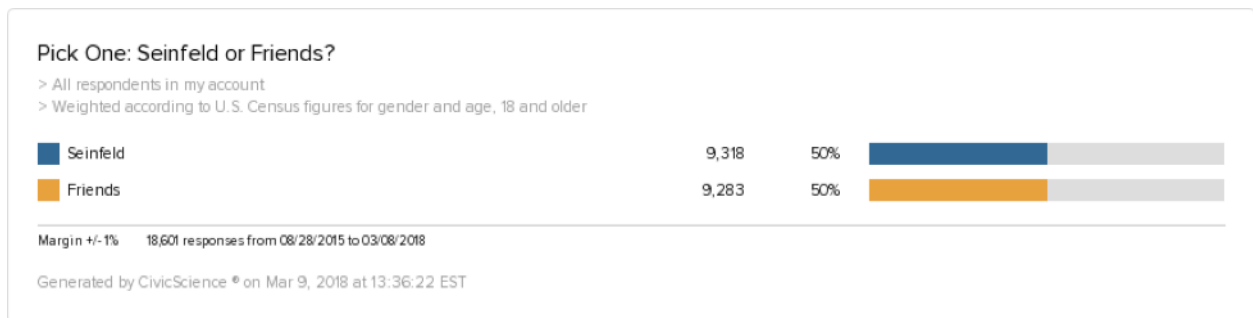 Pick One: Seinfeld or Friends?
> All respondents in my account
> Weighted according to U.S. Census figures for gender and age, 18 and older
Seinfeld 9,318 50%
Friends 9,283 50%
Margin +/- 1% 18,601 responses from 08/28/2015 to 03/08/2018
Generated by CivicScience ® on Mar 9, 2018 at 13:36:22 EST